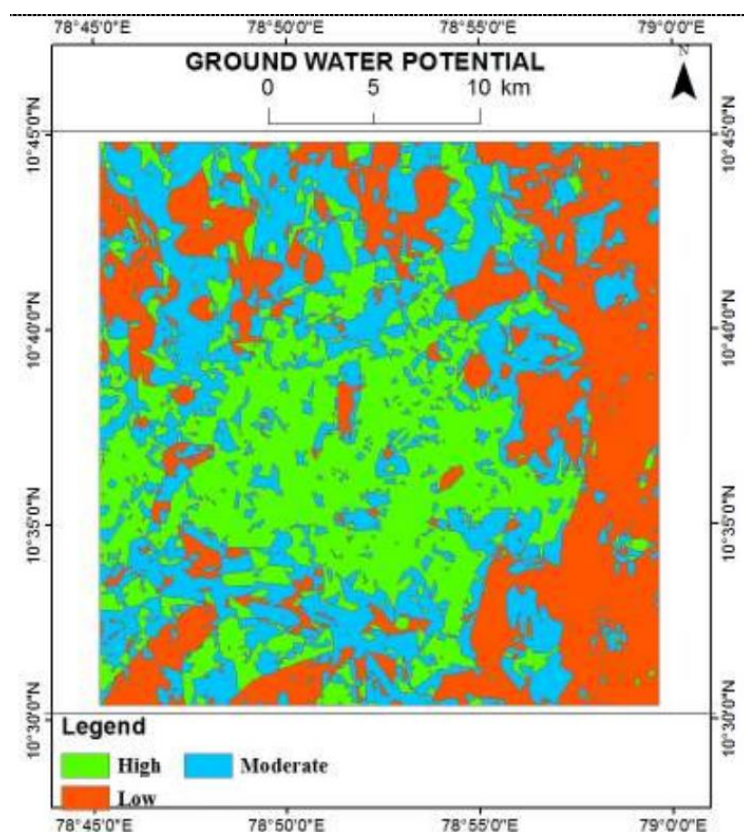 78°45'0"E 78°50'0"E 78°55'0"E 79°0'0"E
N
GROUND WATER POTENTIAL
0 5 10 km
10°45'0"N 10°45'0"N
10°40'0"N 10°40'0"N
10°35'0"N 10°35'0"N
10°30'0"N 10°30'0"N
Legend
High Moderate
Low
78°45'0"E 78°50'0"E 78°55'0"E 79°0'0"E